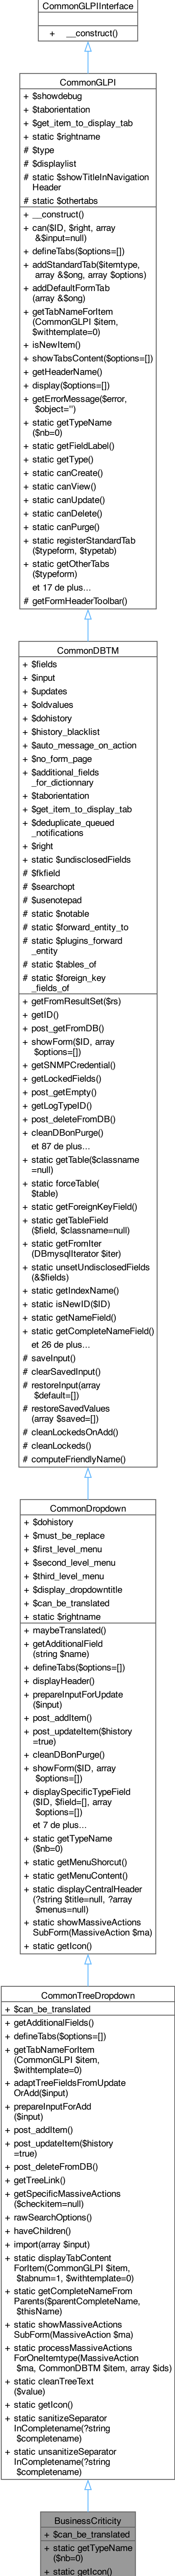 CommonGLPIInterface
+ __construct()
CommonGLPI
+ $showdebug
+ $taborientation
+ $get_item_to_display_tab
+ static $rightname
# $type
# $displaylist
# static $showTitleInNavigation
Header
# static $othertabs
+ __construct()
+ can($ID, $right, array
&$input=null)
+ defineTabs($options=[])
+ addStandardTab($itemtype,
array &$ong, array $options)
+ addDefaultFormTab
(array &$ong)
+ getTabNameForItem
(CommonGLPI $item,
$withtemplate=0)
+ isNewItem()
+ showTabsContent($options=[])
+ getHeaderName()
+ display($options=[])
+ getErrorMessage($error,
$object='')
+ static getTypeName
($nb=0)
+ static getFieldLabel()
+ static getType()
+ static canCreate()
+ static canView()
+ static canUpdate()
+ static canDelete()
+ static canPurge()
+ static registerStandardTab
($typeform, $typetab)
+ static getOtherTabs
($typeform)
et 17 de plus...
# getFormHeaderToolbar()
CommonDBTM
+ $fields
+ $input
+ $updates
+ $oldvalues
+ $dohistory
+ $history_blacklist
+ $auto_message_on_action
+ $no_form_page
+ $additional_fields
_for_dictionnary
+ $taborientation
+ $get_item_to_display_tab
+ $deduplicate_queued
_notifications
+ $right
+ static $undisclosedFields
# $fkfield
# $searchopt
# $usenotepad
# static $notable
# static $forward_entity_to
# static $plugins_forward
_entity
# static $tables_of
# static $foreign_key
_fields_of
+ getFromResultSet($rs)
+ getID()
+ post_getFromDB()
+ showForm($ID, array
$options=[])
+ getSNMPCredential()
+ getLockedFields()
+ post_getEmpty()
+ getLogTypeID()
+ post_deleteFromDB()
+ cleanDBonPurge()
et 87 de plus...
+ static getTable($classname
=null)
+ static forceTable(
$table)
+ static getForeignKeyField()
+ static getTableField
($field, $classname=null)
+ static getFromIter
(DBmysqlIterator $iter)
+ static unsetUndisclosedFields
(&$fields)
+ static getIndexName()
+ static isNewID($ID)
+ static getNameField()
+ static getCompleteNameField()
et 26 de plus...
# saveInput()
# clearSavedInput()
# restoreInput(array
$default=[])
# restoreSavedValues
(array $saved=[])
# cleanLockedsOnAdd()
# cleanLockeds()
# computeFriendlyName()
CommonDropdown
+ $dohistory
+ $must_be_replace
+ $first_level_menu
+ $second_level_menu
+ $third_level_menu
+ $display_dropdowntitle
+ $can_be_translated
+ static $rightname
+ maybeTranslated()
+ getAdditionalField
(string $name)
+ defineTabs($options=[])
+ displayHeader()
+ prepareInputForUpdate
($input)
+ post_addItem()
+ post_updateItem($history
=true)
+ cleanDBonPurge()
+ showForm($ID, array
$options=[])
+ displaySpecificTypeField
($ID, $field=[], array
$options=[])
et 7 de plus...
+ static getTypeName
($nb=0)
+ static getMenuShorcut()
+ static getMenuContent()
+ static displayCentralHeader
(?string $title=null, ?array
$menus=null)
+ static showMassiveActions
SubForm(MassiveAction $ma)
+ static getIcon()
CommonTreeDropdown
+ $can_be_translated
+ getAdditionalFields()
+ defineTabs($options=[])
+ getTabNameForItem
(CommonGLPI $item,
$withtemplate=0)
+ adaptTreeFieldsFromUpdate
OrAdd($input)
+ prepareInputForAdd
($input)
+ post_addItem()
+ post_updateItem($history
=true)
+ post_deleteFromDB()
+ getTreeLink()
+ getSpecificMassiveActions
($checkitem=null)
+ rawSearchOptions()
+ haveChildren()
+ import(array $input)
+ static displayTabContent
ForItem(CommonGLPI $item,
$tabnum=1, $withtemplate=0)
+ static getCompleteNameFrom
Parents($parentCompleteName,
$thisName)
+ static showMassiveActions
SubForm(MassiveAction $ma)
+ static processMassiveActions
ForOneItemtype(MassiveAction
$ma, CommonDBTM $item, array $ids)
+ static cleanTreeText
($value)
+ static getIcon()
+ static sanitizeSeparator
InCompletename(?string
$completename)
+ static unsanitizeSeparator
InCompletename(?string
$completename)
BusinessCriticity
+ $can_be_translated
+ static getTypeName
($nb=0)
+ static getIcon()